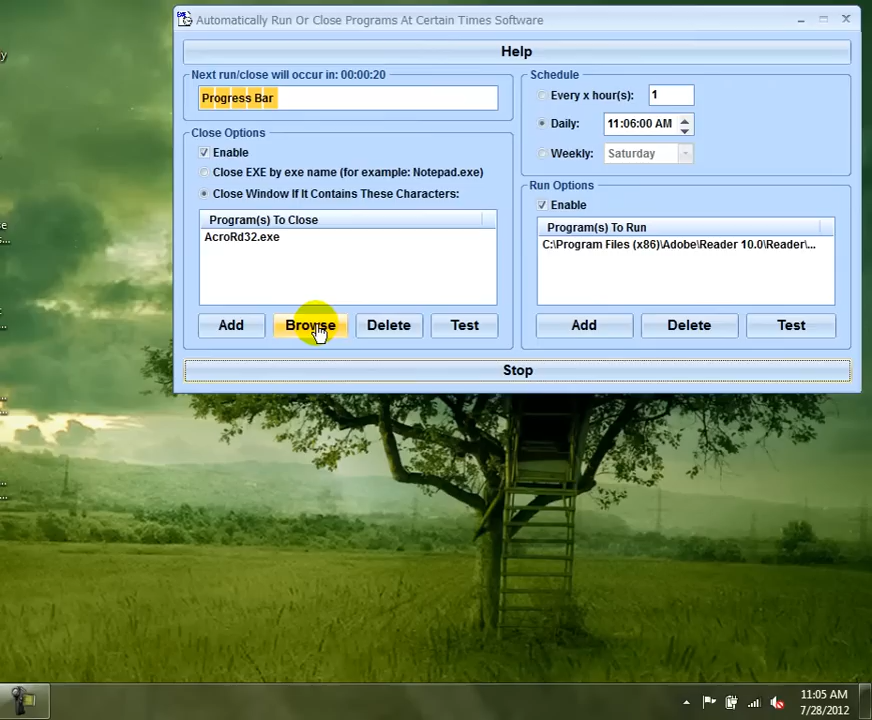 y
Automatically Run Or Close Programs At Certain Times Software
Help
Next run/close will occur in: 00:00:20
Progress Bar
Schedule
Every x hour(s): 1
Daily: 11:06:00 AM
Weekly: Saturday
Close Options
Enable
Close EXE by exe name (for example: Notepad.exe)
Close Window If It Contains These Characters:
Program(s) To Close
AcroRd32.exe
Add Browse Delete Test
Run Options
Enable
Program(s) To Run
C:\Program Files (x86)\Adobe\Reader 10.0\Reader\...
Add Delete Test
Stop
e
s...
...
...
...
11:05 AM
7/28/2012